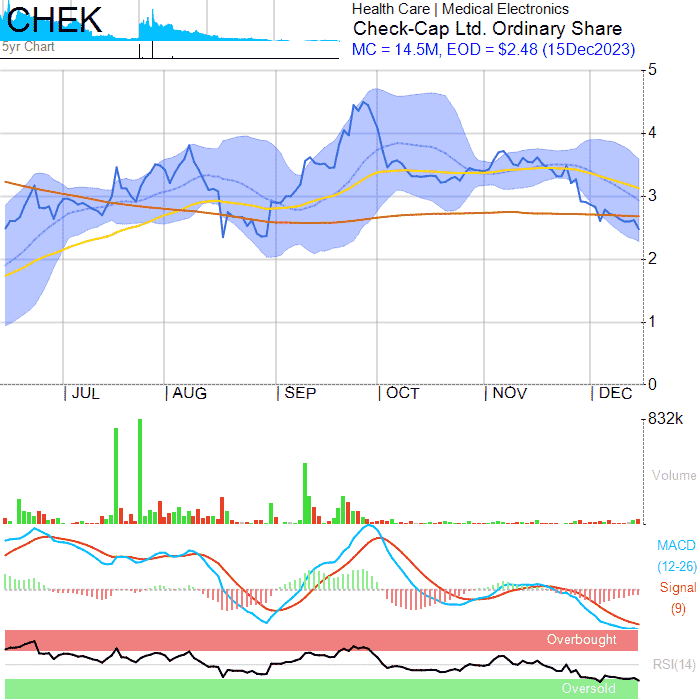 CHEK
5yr Chart
Health Care | Medical Electronics
Check-Cap Ltd. Ordinary Share
MC = 14.5M, EOD = $2.48 (15Dec2023)
5
4
3
2
1
0
JUL AUG SEP OCT NOV DEC
832k
Volume
MACD
(12-26)
Signal
(9)
Overbought
RSI(14)
Oversold